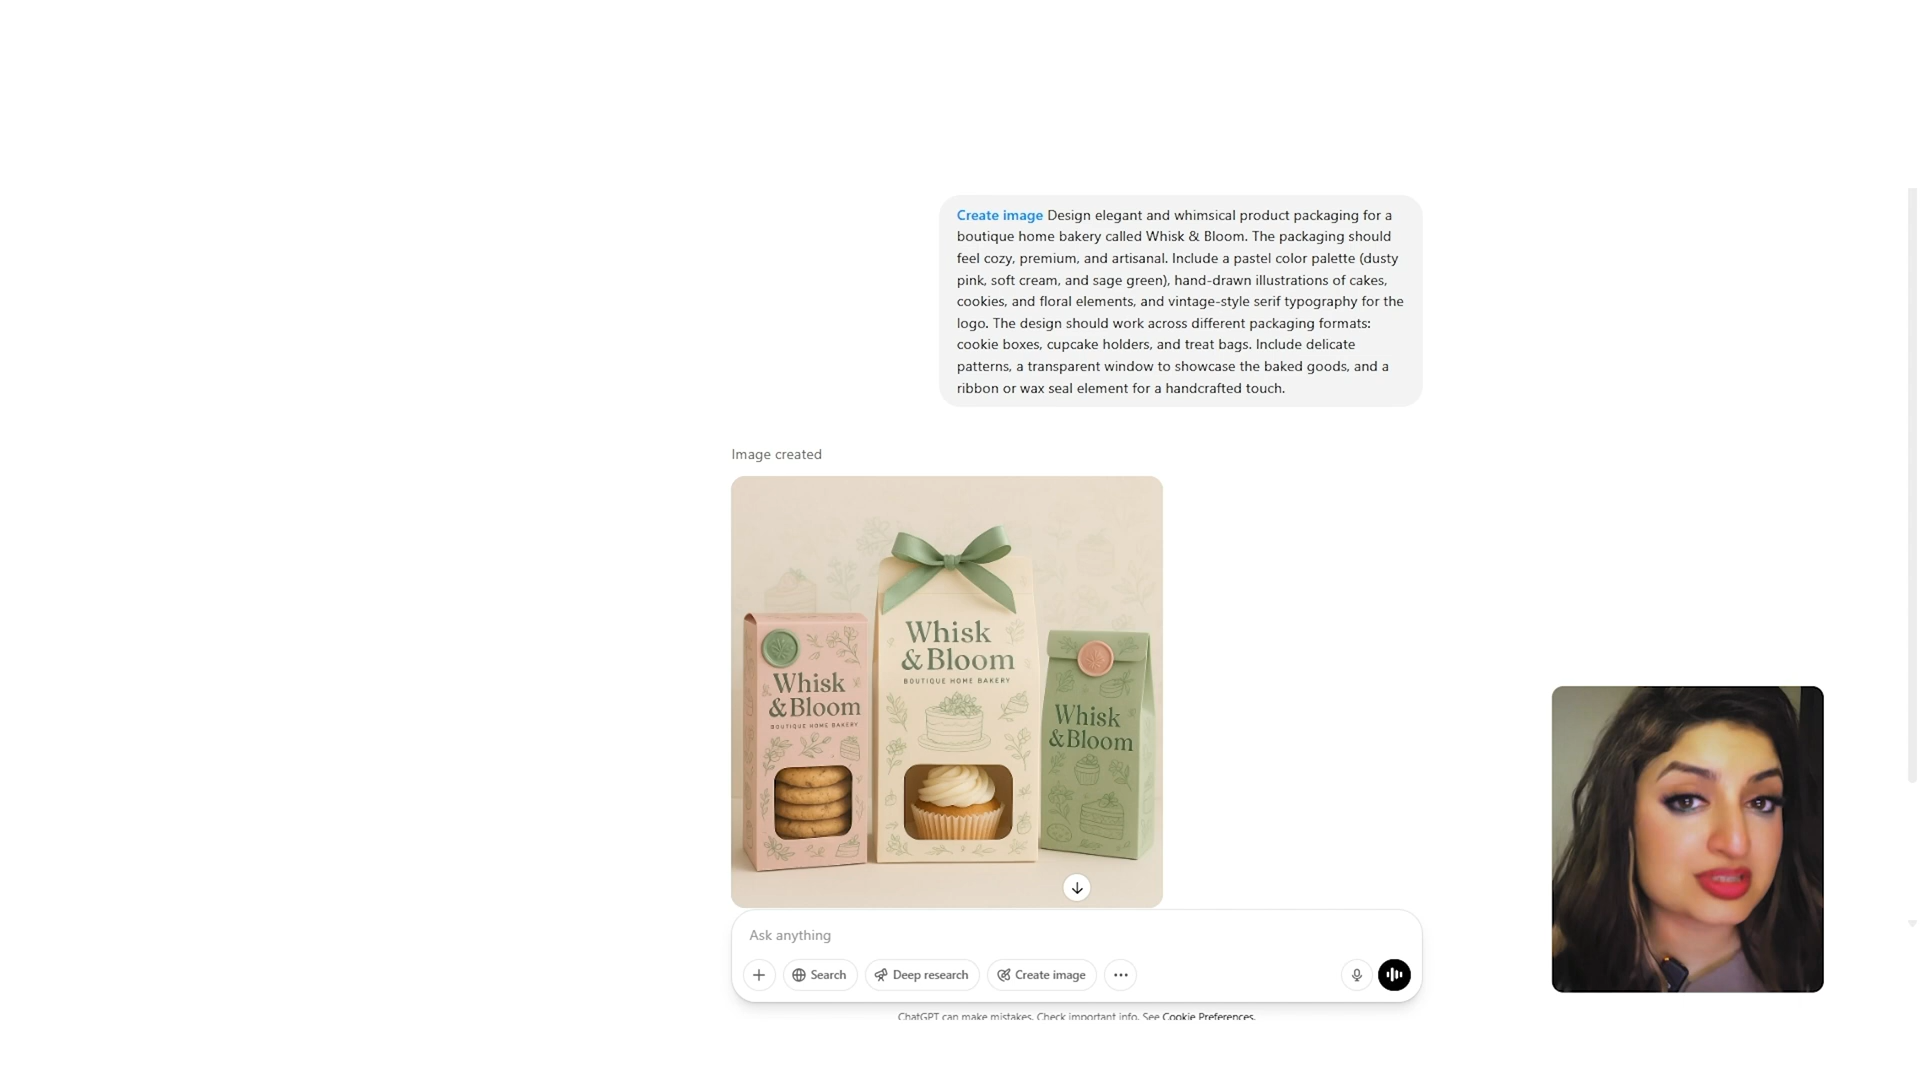 Create image Design elegant and whimsical product packaging for a
boutique home bakery called Whisk & Bloom. The packaging should
feel cozy, premium, and artisanal. Include a pastel color palette (dusty
pink, soft cream, and sage green), hand-drawn illustrations of cakes,
cookies, and floral elements, and vintage-style serif typography for the
logo. The design should work across different packaging formats:
cookie boxes, cupcake holders, and treat bags. Include delicate
patterns, a transparent window to showcase the baked goods, and a
ribbon or wax seal element for a handcrafted touch.
Image created
Whisk
& Bloom
BOUTIQUE HOME BAKERY
Whisk
& Bloom
BOUTIQUE HOME BAKERY
Whisk
& Bloom
Ask anything
Search
Deep research
Create image
ChatGPT can make mistakes. Check important info. See Cookie Preferences.